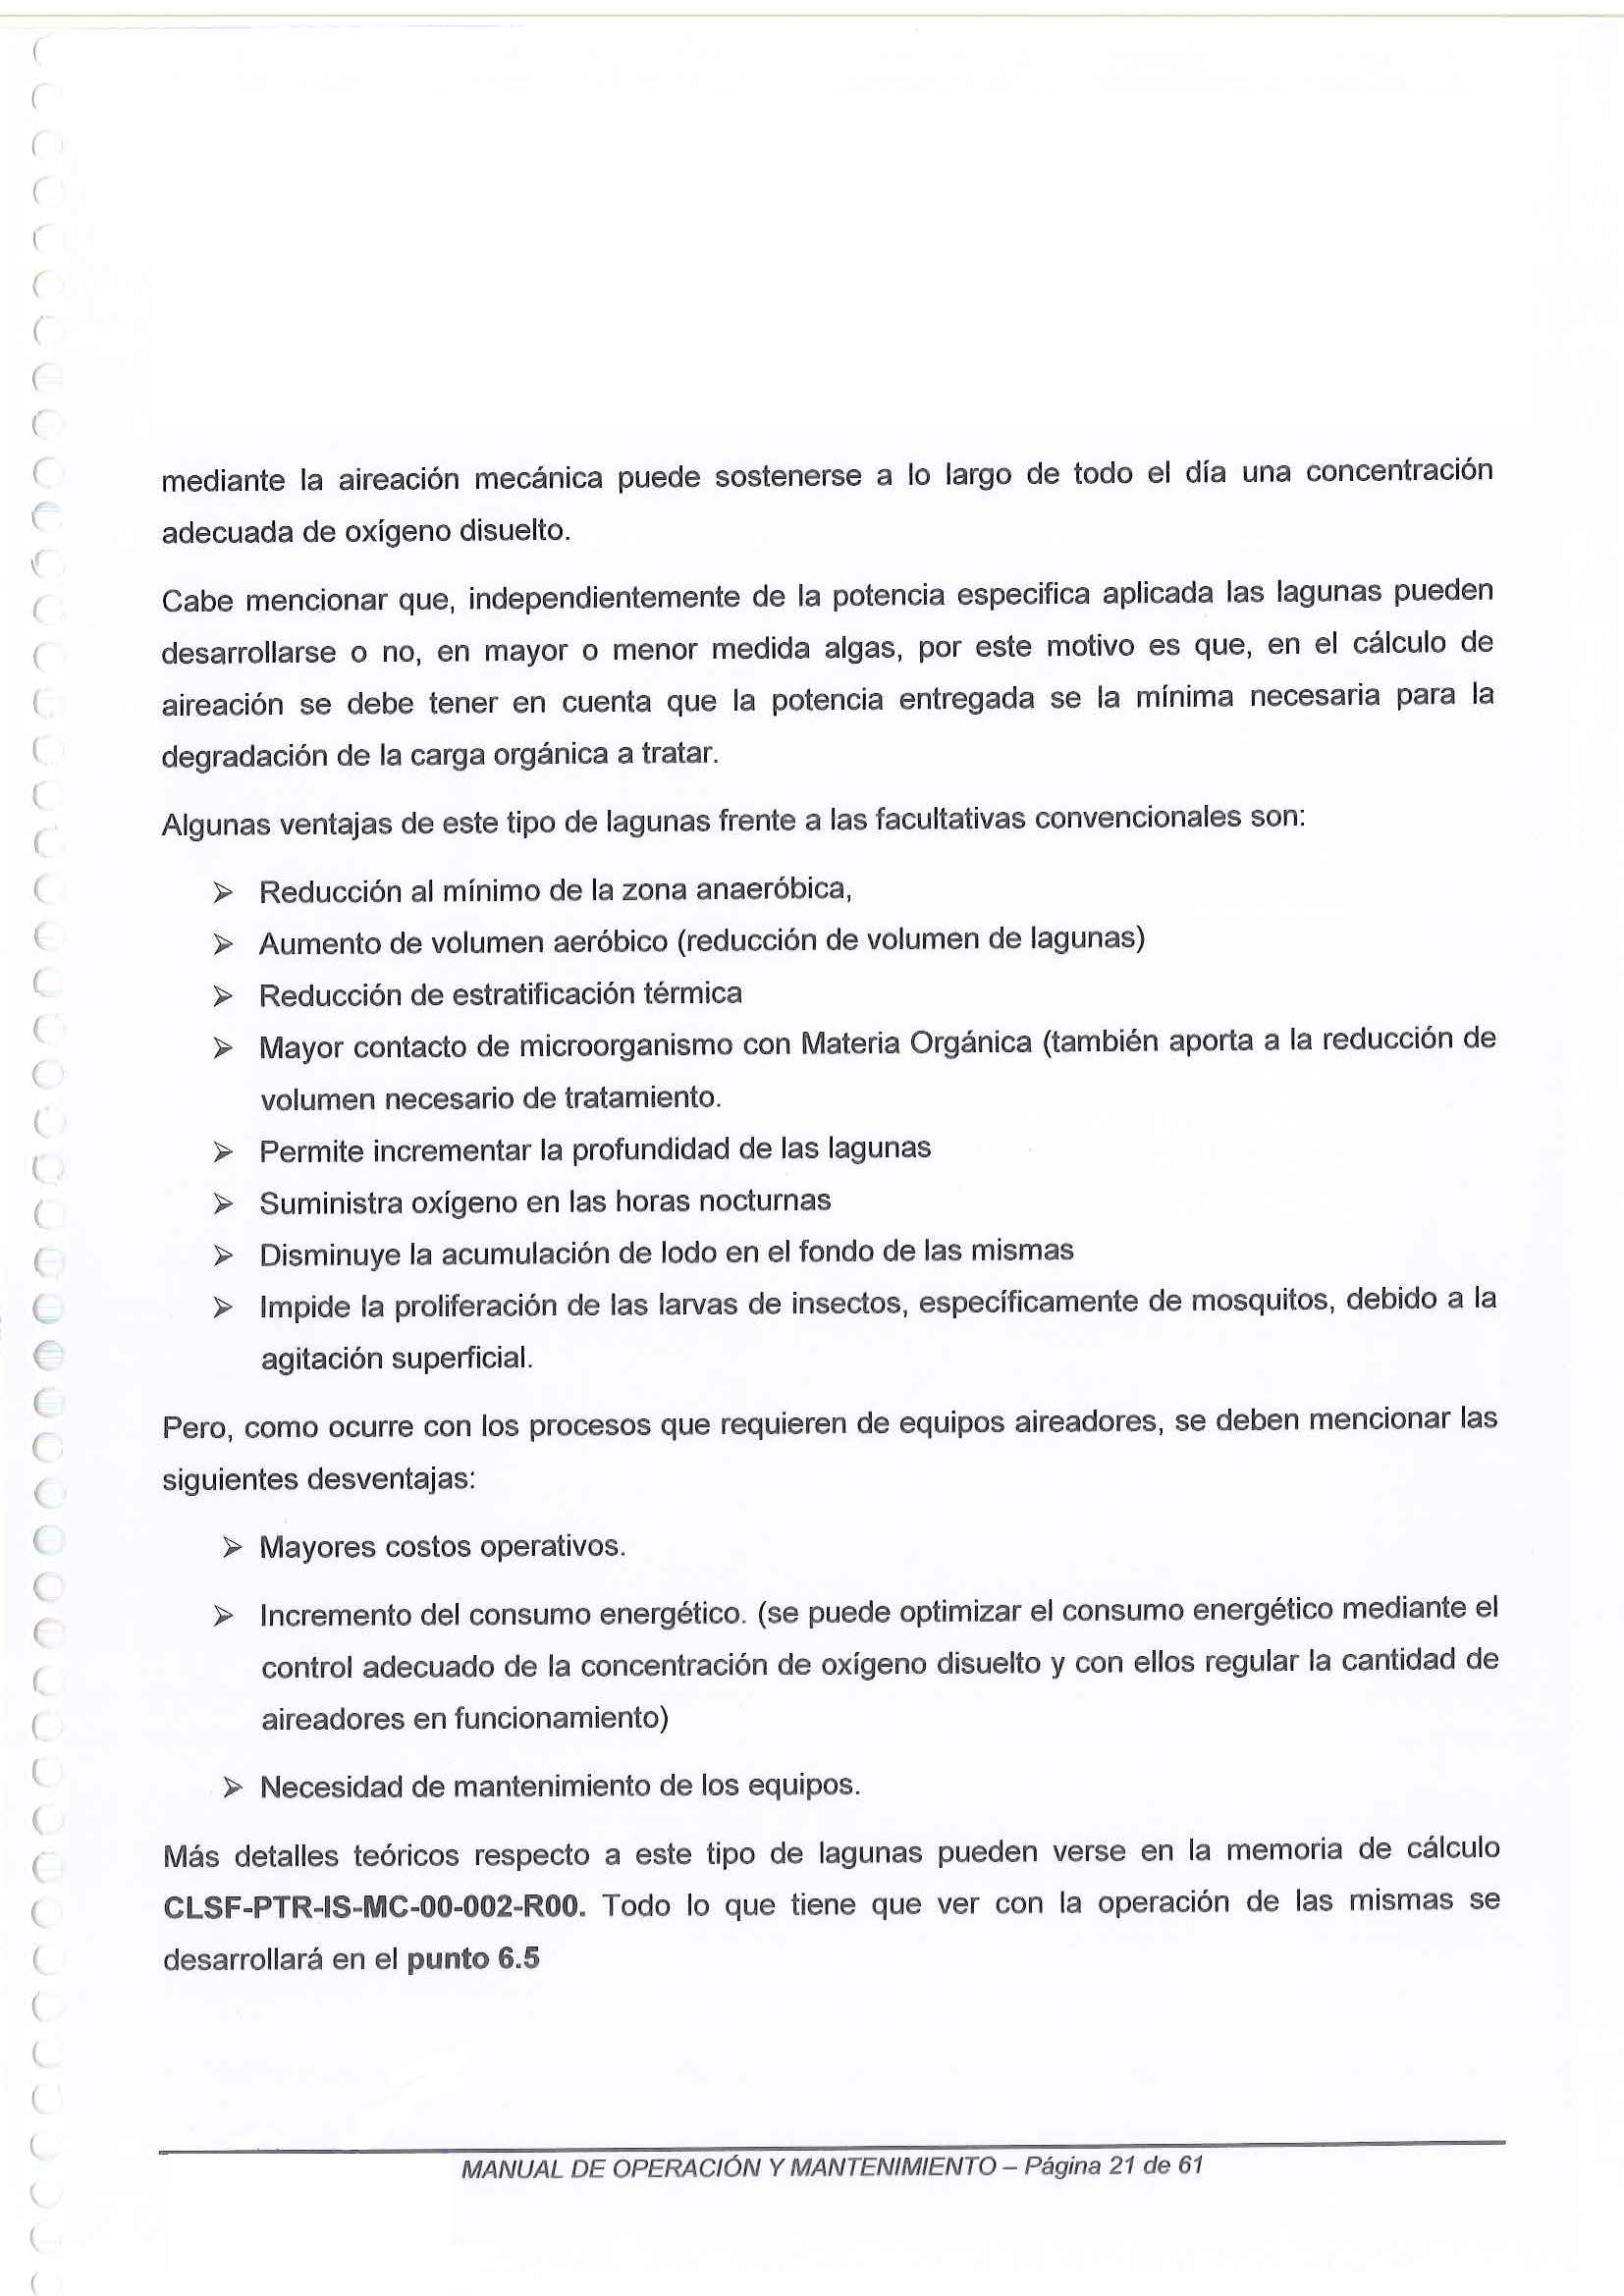 mediante la aireación mecánica puede sostenerse a lo largo de todo el día una concentración
adecuada de oxígeno disuelto.
Cabe mencionar que, independientemente de la potencia especifica aplicada las lagunas pueden
desarrollarse o no, en mayor o menor medida algas, por este motivo es que, en el cálculo de
aireación se debe tener en cuenta que la potencia entregada se la mínima necesaria para la
degradación de la carga orgánica a tratar.
Algunas ventajas de este tipo de lagunas frente a las facultativas convencionales son:
➢ Reducción al mínimo de la zona anaeróbica,
➢ Aumento de volumen aeróbico (reducción de volumen de lagunas)
➢ Reducción de estratificación térmica
➢ Mayor contacto de microorganismo con Materia Orgánica (también aporta a la reducción de
volumen necesario de tratamiento.
➢ Permite incrementar la profundidad de las lagunas
➢ Suministra oxígeno en las horas nocturnas
➢ Disminuye la acumulación de lodo en el fondo de las mismas
➢ Impide la proliferación de las larvas de insectos, específicamente de mosquitos, debido a la
agitación superficial.
Pero, como ocurre con los procesos que requieren de equipos aireadores, se deben mencionar las
siguientes desventajas:
➢ Mayores costos operativos.
➢ Incremento del consumo energético. (se puede optimizar el consumo energético mediante el
control adecuado de la concentración de oxígeno disuelto y con ellos regular la cantidad de
aireadores en funcionamiento)
➢ Necesidad de mantenimiento de los equipos.
Más detalles teóricos respecto a este tipo de lagunas pueden verse en la memoria de cálculo
CLSF-PTR-IS-MC-00-002-R00. Todo lo que tiene que ver con la operación de las mismas se
desarrollará en el punto 6.5
MANUAL DE OPERACIÓN Y MANTENIMIENTO – Página 21 de 61